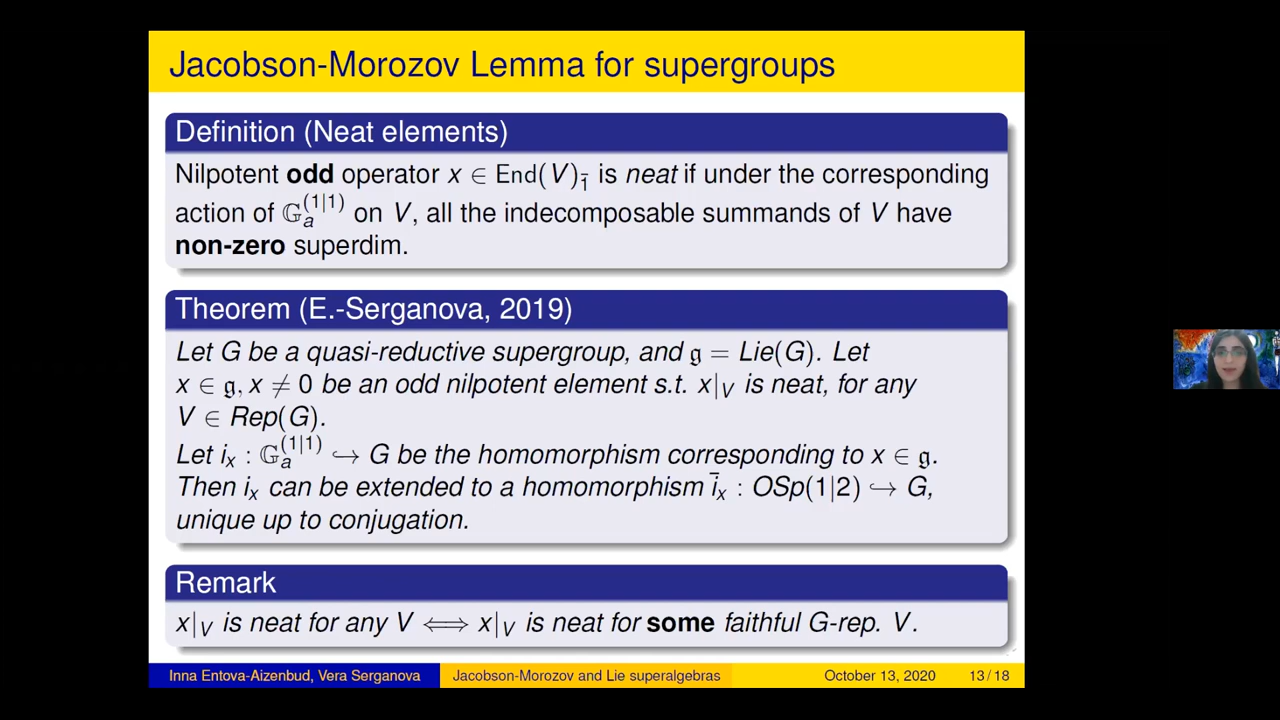 Jacobson-Morozov Lemma for supergroups
Definition (Neat elements)
Nilpotent odd operator x ∈ End(V)_1̄ is neat if under the corresponding
action of 𝔾_a^(1|1) on V, all the indecomposable summands of V have
non-zero superdim.
Theorem (E.-Serganova, 2019)
Let G be a quasi-reductive supergroup, and 𝔤 = Lie(G). Let
x ∈ 𝔤, x ≠ 0 be an odd nilpotent element s.t. x|_V is neat, for any
V ∈ Rep(G).
Let i_x : 𝔾_a^(1|1) ↪ G be the homomorphism corresponding to x ∈ 𝔤.
Then i_x can be extended to a homomorphism ī_x : OSp(1|2) ↪ G,
unique up to conjugation.
Remark
x|_V is neat for any V ⟺ x|_V is neat for some faithful G-rep. V.
Inna Entova-Aizenbud, Vera Serganova
Jacobson-Morozov and Lie superalgebras
October 13, 2020
13 / 18